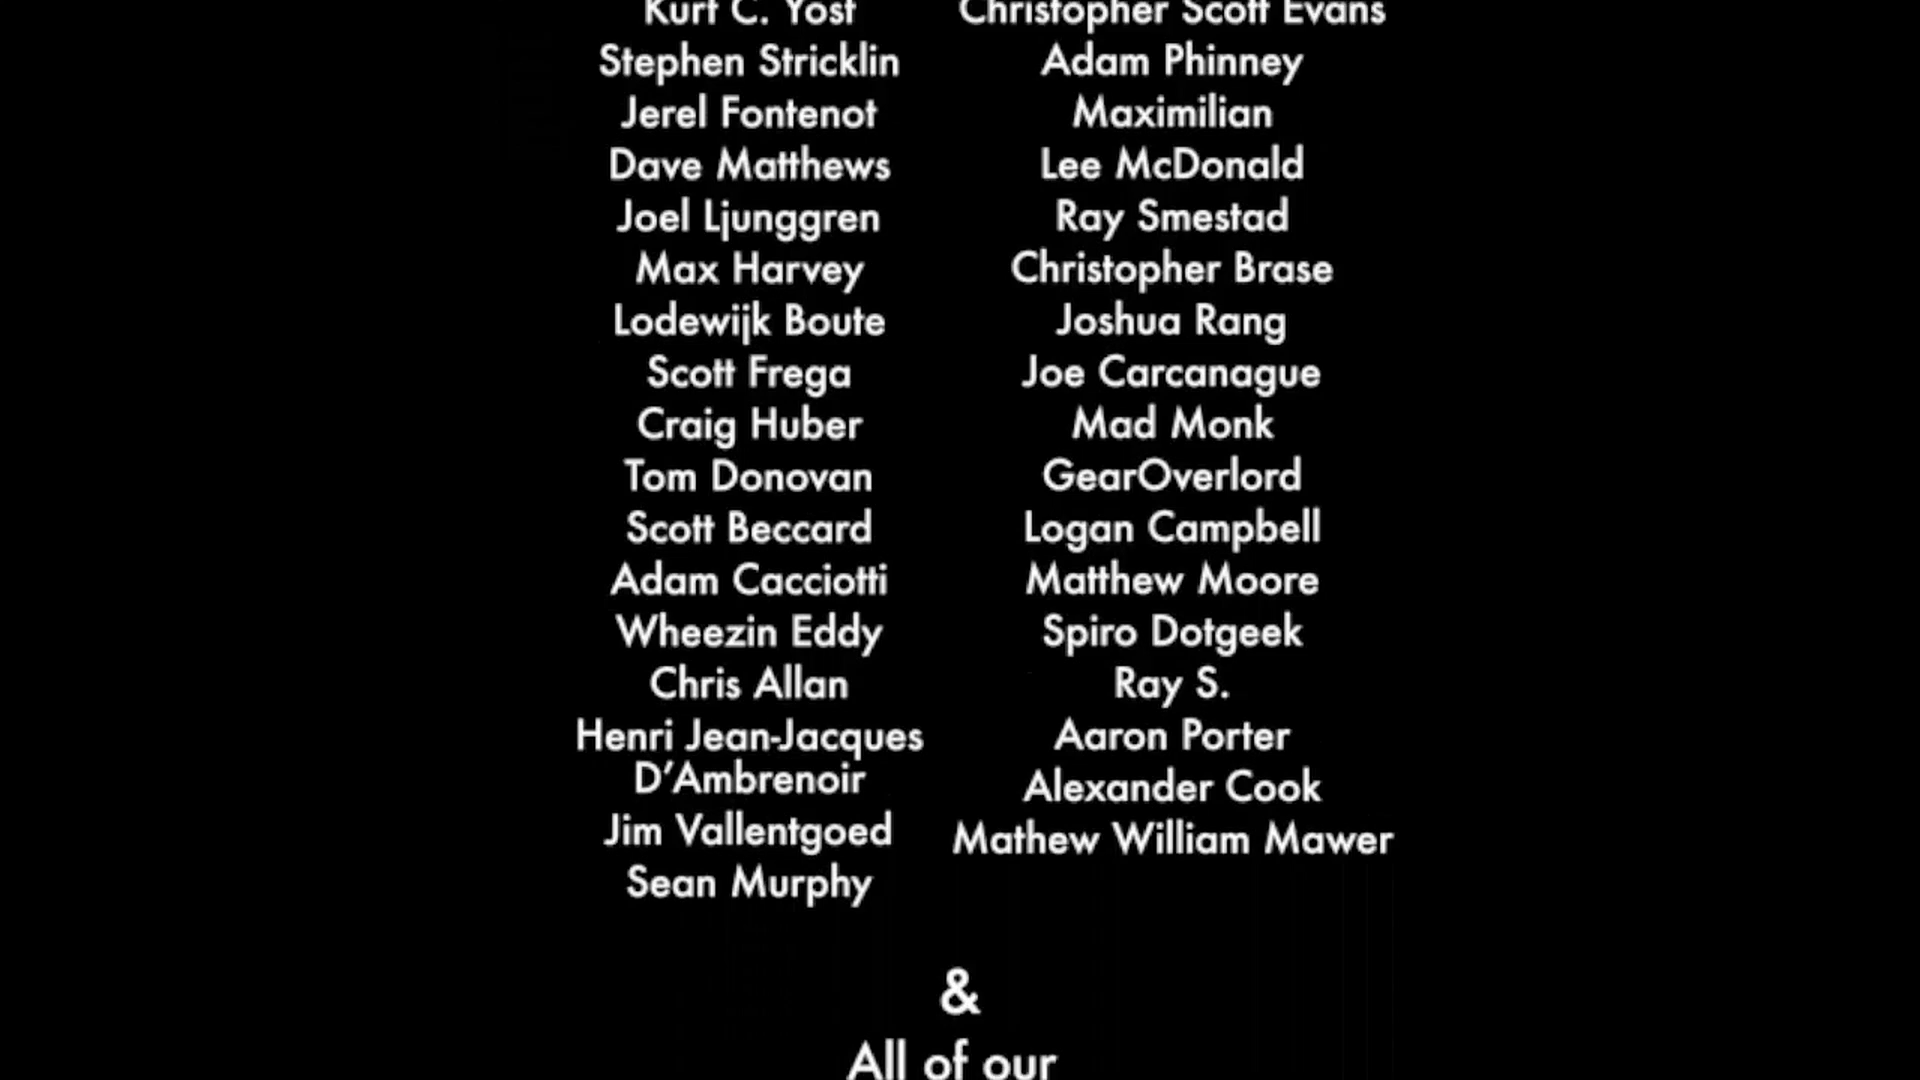 Kurt C. Yost
Stephen Stricklin
Jerel Fontenot
Dave Matthews
Joel Ljunggren
Max Harvey
Lodewijk Boute
Scott Frega
Craig Huber
Tom Donovan
Scott Beccard
Adam Cacciotti
Wheezin Eddy
Chris Allan
Henri Jean-Jacques
D’Ambrenoir
Jim Vallentgoed
Sean Murphy
Christopher Scott Evans
Adam Phinney
Maximilian
Lee McDonald
Ray Smestad
Christopher Brase
Joshua Rang
Joe Carcanague
Mad Monk
GearOverlord
Logan Campbell
Matthew Moore
Spiro Dotgeek
Ray S.
Aaron Porter
Alexander Cook
Mathew William Mawer
&
All of our